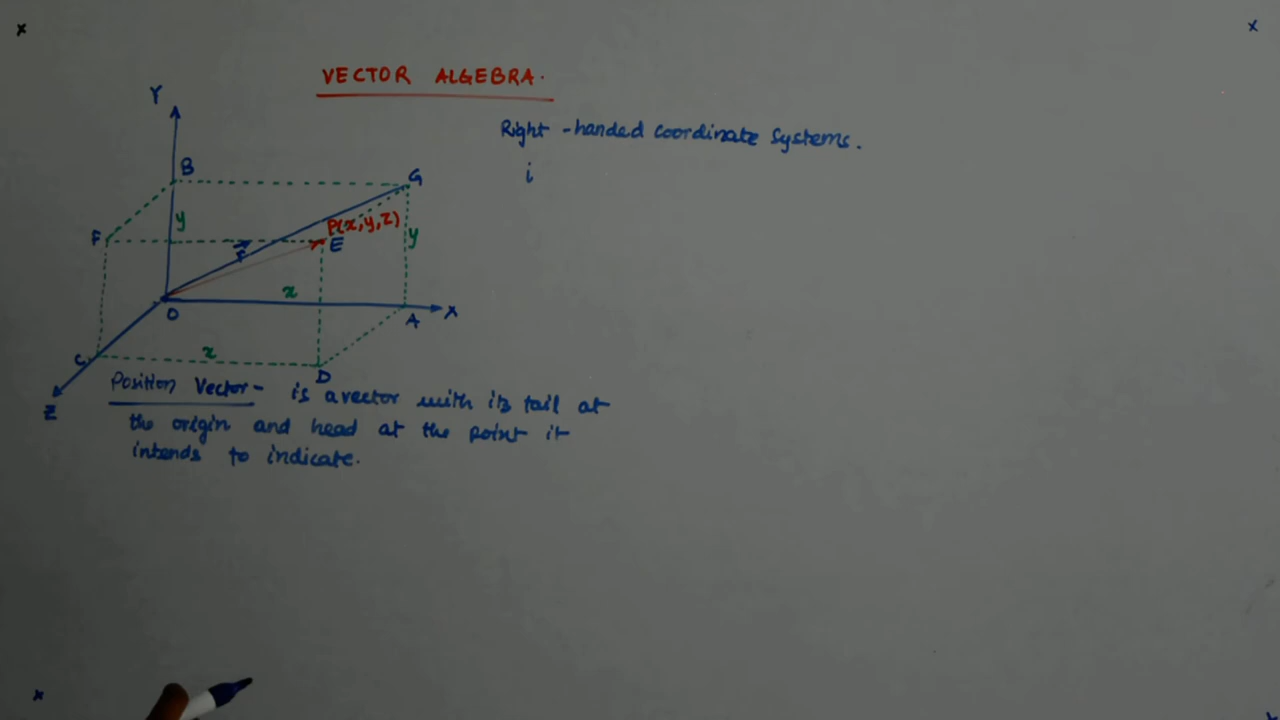 VECTOR ALGEBRA.
Right-handed coordinate systems.
i
Y
B
G
y
P(x,y,z)
F
E
y
r
x
O
A
X
C
x
D
Z
Position Vector - is a vector with its tail at
the origin and head at the point it
intends to indicate.